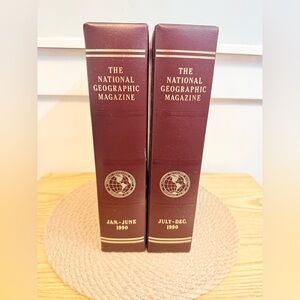 THE
NATIONAL
GEOGRAPHIC
MAGAZINE
JAN.-JUNE
1990
THE
NATIONAL
GEOGRAPHIC
MAGAZINE
JULY-DEC.
1990